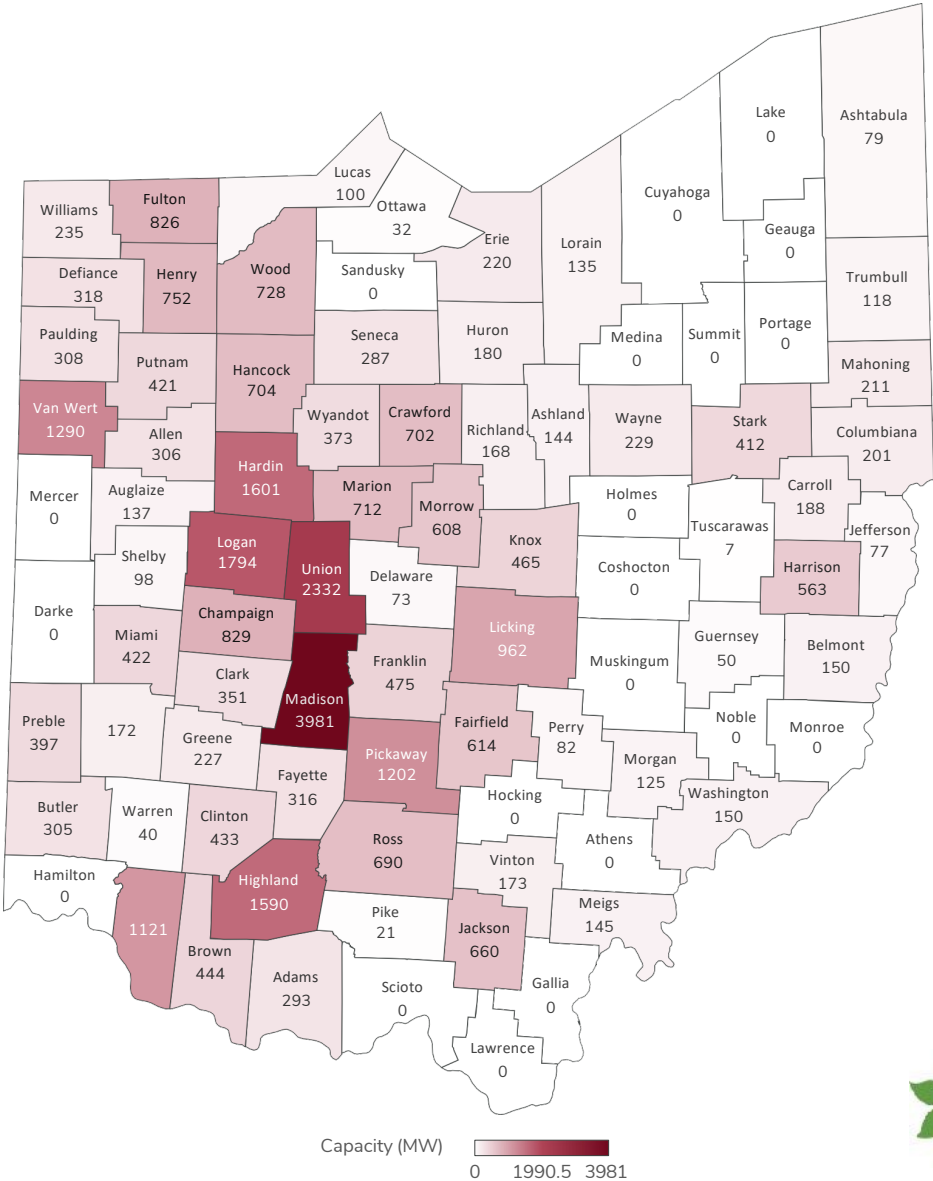 Lake
0
Ashtabula
79
Lucas
100
Cuyahoga
0
Fulton
826
Williams
235
Ottawa
32
Geauga
0
Erie
220
Lorain
135
Defiance
318
Henry
752
Wood
728
Sandusky
0
Trumbull
118
Paulding
308
Seneca
287
Huron
180
Medina
0
Summit
0
Portage
0
Putnam
421
Hancock
704
Mahoning
211
Van Wert
1290
Wyandot
373
Crawford
702
Richland
168
Ashland
144
Wayne
229
Stark
412
Columbiana
201
Allen
306
Hardin
1601
Mercer
0
Auglaize
137
Marion
712
Morrow
608
Holmes
0
Carroll
188
Tuscarawas
7
Jefferson
77
Logan
1794
Knox
465
Shelby
98
Union
2332
Delaware
73
Coshocton
0
Harrison
563
Darke
0
Champaign
829
Licking
962
Miami
422
Guernsey
50
Belmont
150
Franklin
475
Muskingum
0
Clark
351
Madison
3981
Preble
397
172
Greene
227
Fairfield
614
Perry
82
Noble
0
Monroe
0
Pickaway
1202
Fayette
316
Morgan
125
Washington
150
Butler
305
Warren
40
Clinton
433
Hocking
0
Ross
690
Athens
0
Hamilton
0
Highland
1590
Vinton
173
Meigs
145
1121
Pike
21
Jackson
660
Brown
444
Adams
293
Scioto
0
Gallia
0
Lawrence
0
Capacity (MW)
0 1990.5 3981